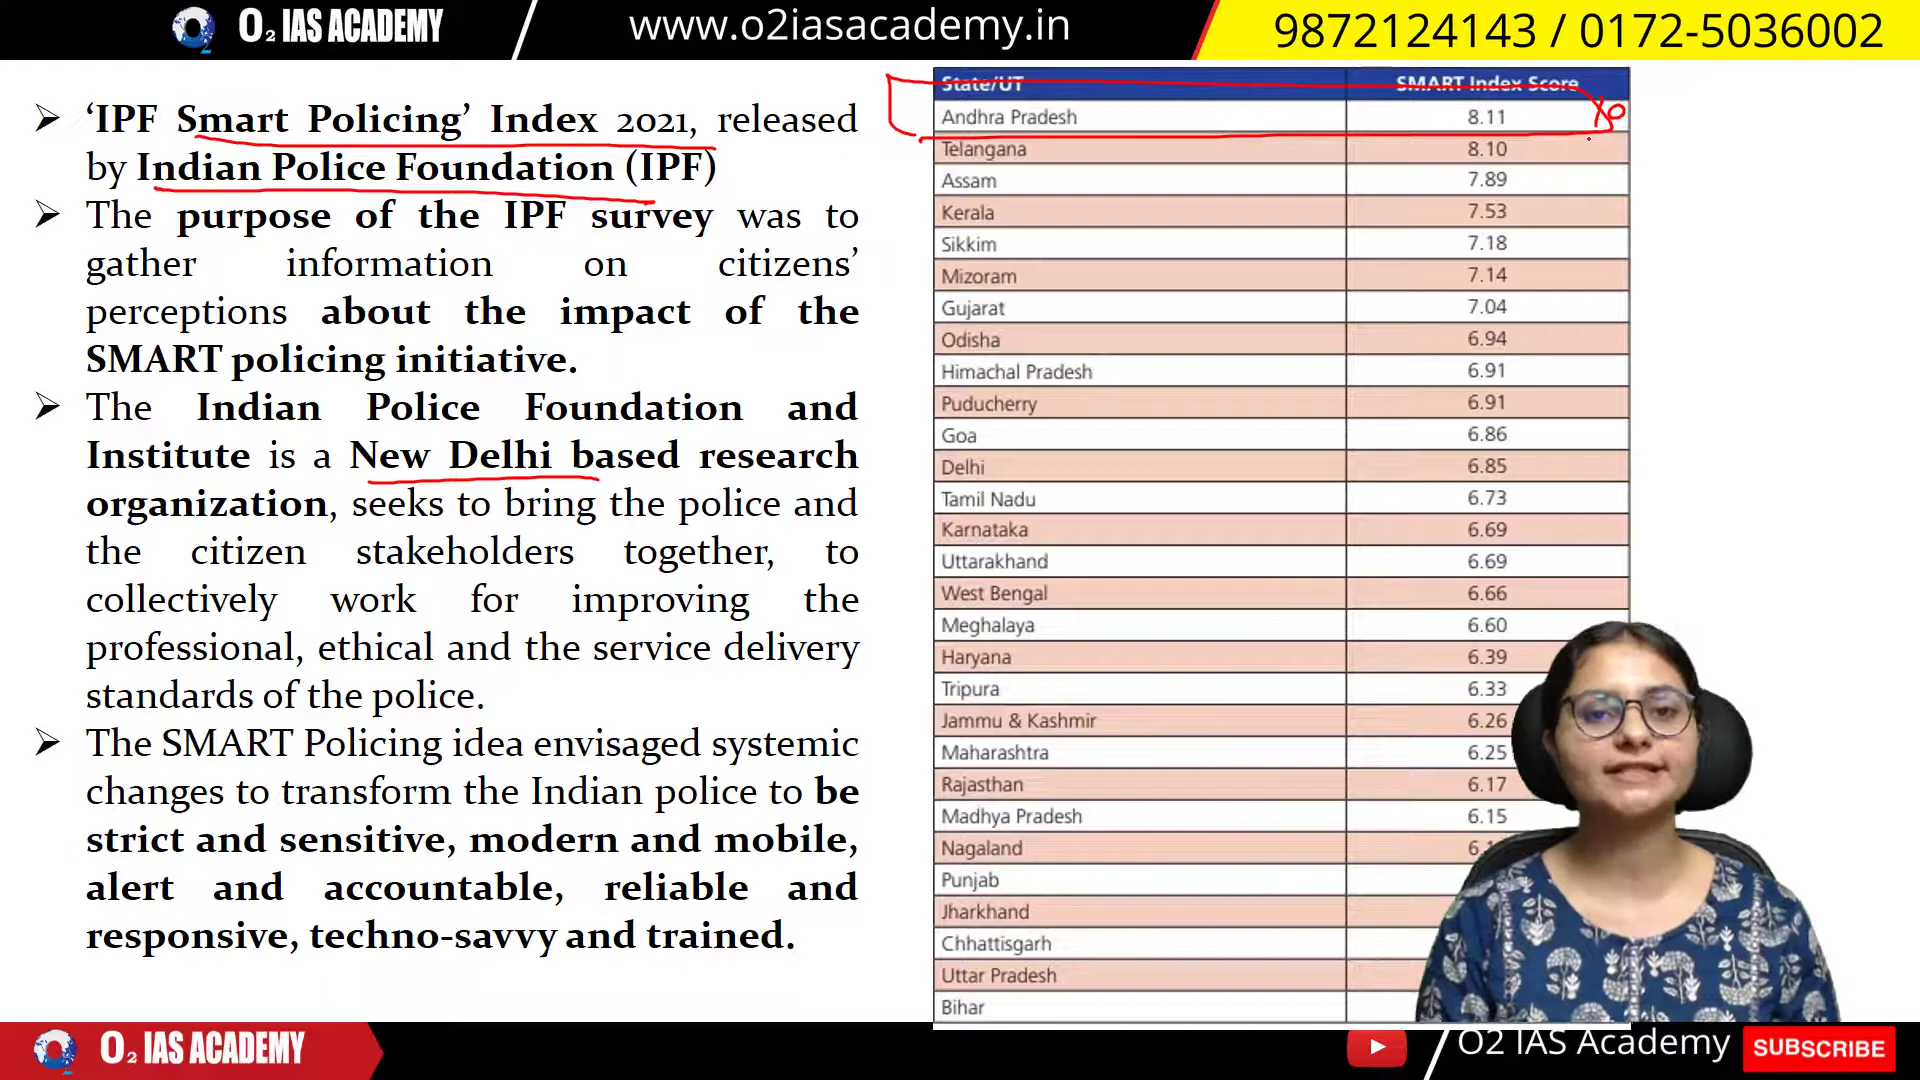 O2 IAS ACADEMY
www.o2iasacademy.in
9872124143 / 0172-5036002
➢ ‘IPF Smart Policing’ Index 2021, released
by Indian Police Foundation (IPF)
➢ The purpose of the IPF survey was to
gather information on citizens’
perceptions about the impact of the
SMART policing initiative.
➢ The Indian Police Foundation and
Institute is a New Delhi based research
organization, seeks to bring the police and
the citizen stakeholders together, to
collectively work for improving the
professional, ethical and the service delivery
standards of the police.
➢ The SMART Policing idea envisaged systemic
changes to transform the Indian police to be
strict and sensitive, modern and mobile,
alert and accountable, reliable and
responsive, techno-savvy and trained.
State/UT SMART Index Score
Andhra Pradesh 8.11
Telangana 8.10
Assam 7.89
Kerala 7.53
Sikkim 7.18
Mizoram 7.14
Gujarat 7.04
Odisha 6.94
Himachal Pradesh 6.91
Puducherry 6.91
Goa 6.86
Delhi 6.85
Tamil Nadu 6.73
Karnataka 6.69
Uttarakhand 6.69
West Bengal 6.66
Meghalaya 6.60
Haryana 6.39
Tripura 6.33
Jammu & Kashmir 6.26
Maharashtra 6.25
Rajasthan 6.17
Madhya Pradesh 6.15
Nagaland
Punjab
Jharkhand
Chhattisgarh
Uttar Pradesh
Bihar
O2 IAS ACADEMY
O2 IAS Academy
SUBSCRIBE